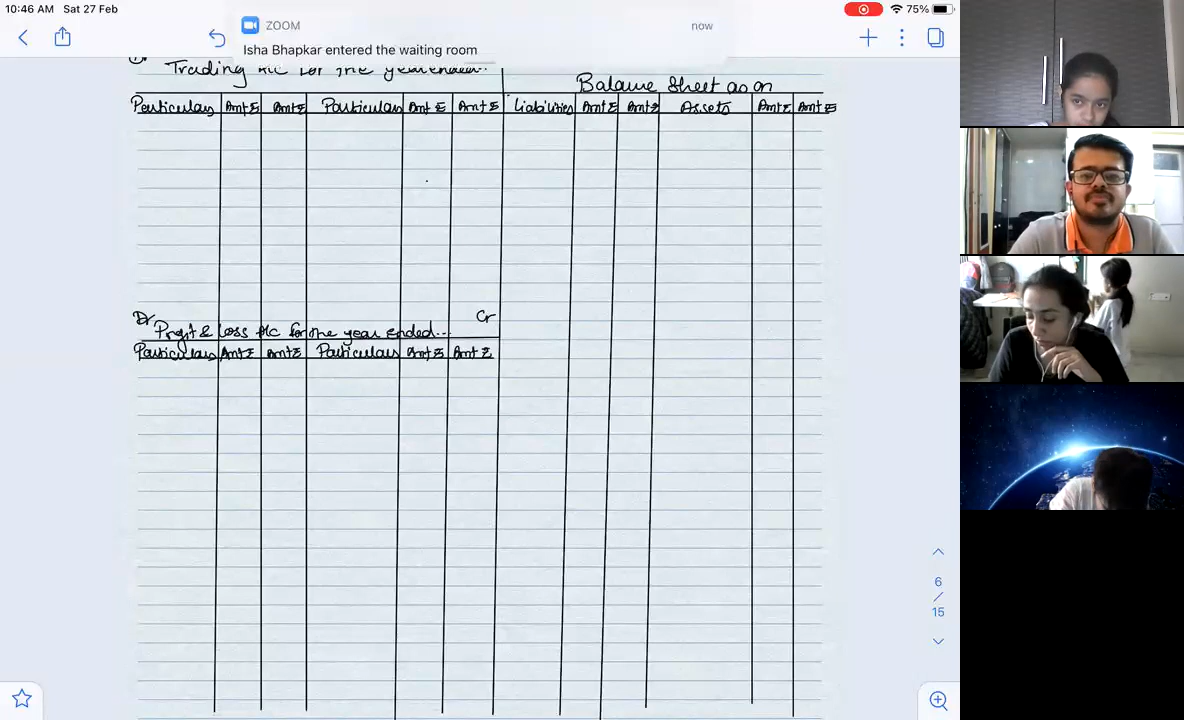 10:46 AM Sat 27 Feb
75%
ZOOM
now
Isha Bhapkar entered the waiting room
Trading A/c for the year ended..
Balance Sheet as on
Particulars Amt ₹ Amt ₹ Particulars Amt ₹ Amt ₹ Liabilities Amt ₹ Amt ₹ Assets Amt ₹ Amt ₹
Dr
Cr
Profit & Loss A/c for the year ended...
Particulars Amt ₹ Amt ₹ Particulars Amt ₹ Amt ₹
6
/
15